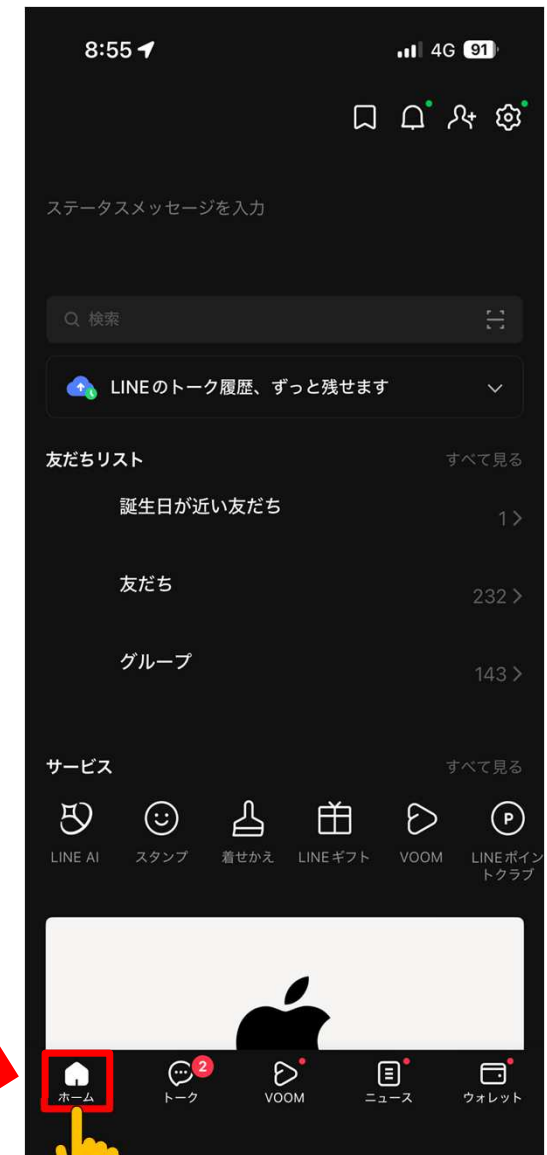 8:55
4G 91
ステータスメッセージを入力
検索
LINEのトーク履歴、ずっと残せます
友だちリスト
すべて見る
誕生日が近い友だち
1
友だち
232
グループ
143
サービス
すべて見る
LINE AI
スタンプ
着せかえ
LINEギフト
VOOM
LINEポイン
トクラブ
P
2
ホーム
トーク
VOOM
ニュース
ウォレット